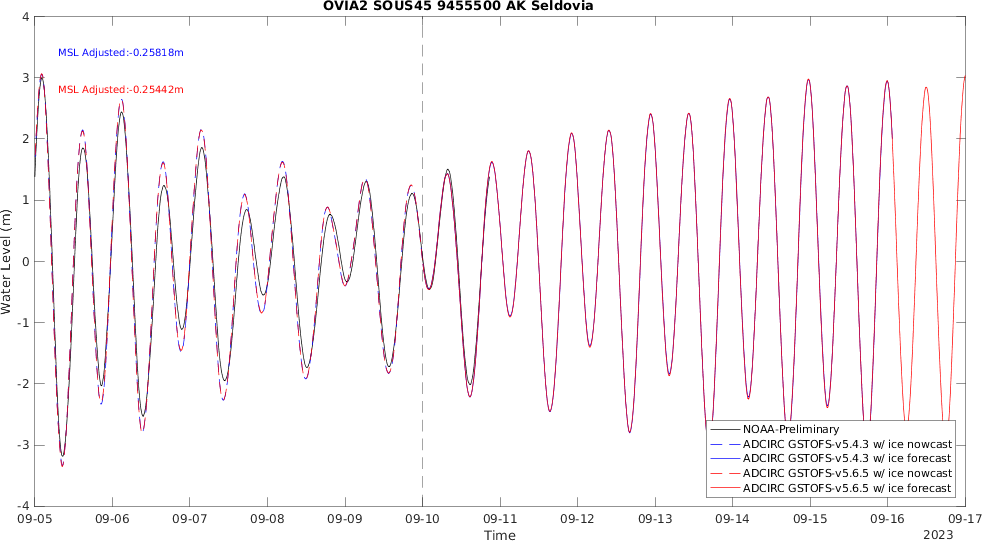 OVIA2 SOUS45 9455500 AK Seldovia
MSL Adjusted:-0.25818m
MSL Adjusted:-0.25442m
Water Level (m)
4
3
2
1
0
-1
-2
-3
-4
NOAA-Preliminary
ADCIRC GSTOFS-v5.4.3 w/ ice nowcast
ADCIRC GSTOFS-v5.4.3 w/ ice forecast
ADCIRC GSTOFS-v5.6.5 w/ ice nowcast
ADCIRC GSTOFS-v5.6.5 w/ ice forecast
09-05 09-06 09-07 09-08 09-09 09-10 09-11 09-12 09-13 09-14 09-15 09-16 09-17
Time
2023